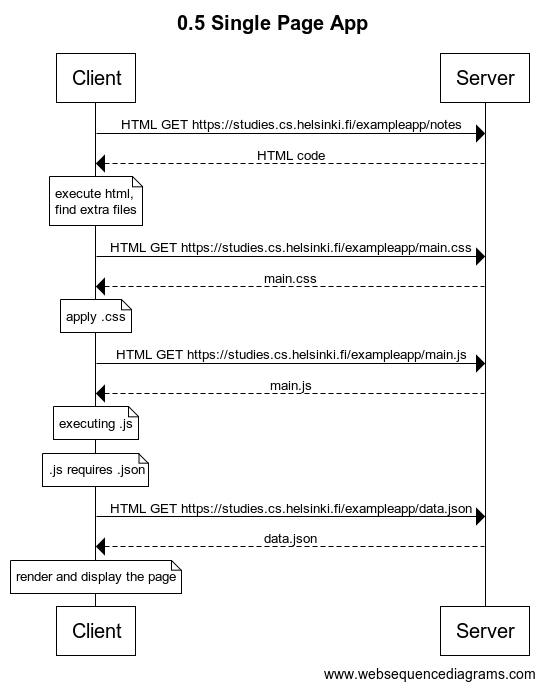 0.5 Single Page App
Client
Server
HTML GET https://studies.cs.helsinki.fi/exampleapp/notes
HTML code
execute html,
find extra files
HTML GET https://studies.cs.helsinki.fi/exampleapp/main.css
main.css
apply .css
HTML GET https://studies.cs.helsinki.fi/exampleapp/main.js
main.js
executing .js
.js requires .json
HTML GET https://studies.cs.helsinki.fi/exampleapp/data.json
data.json
render and display the page
Client
Server
www.websequencediagrams.com